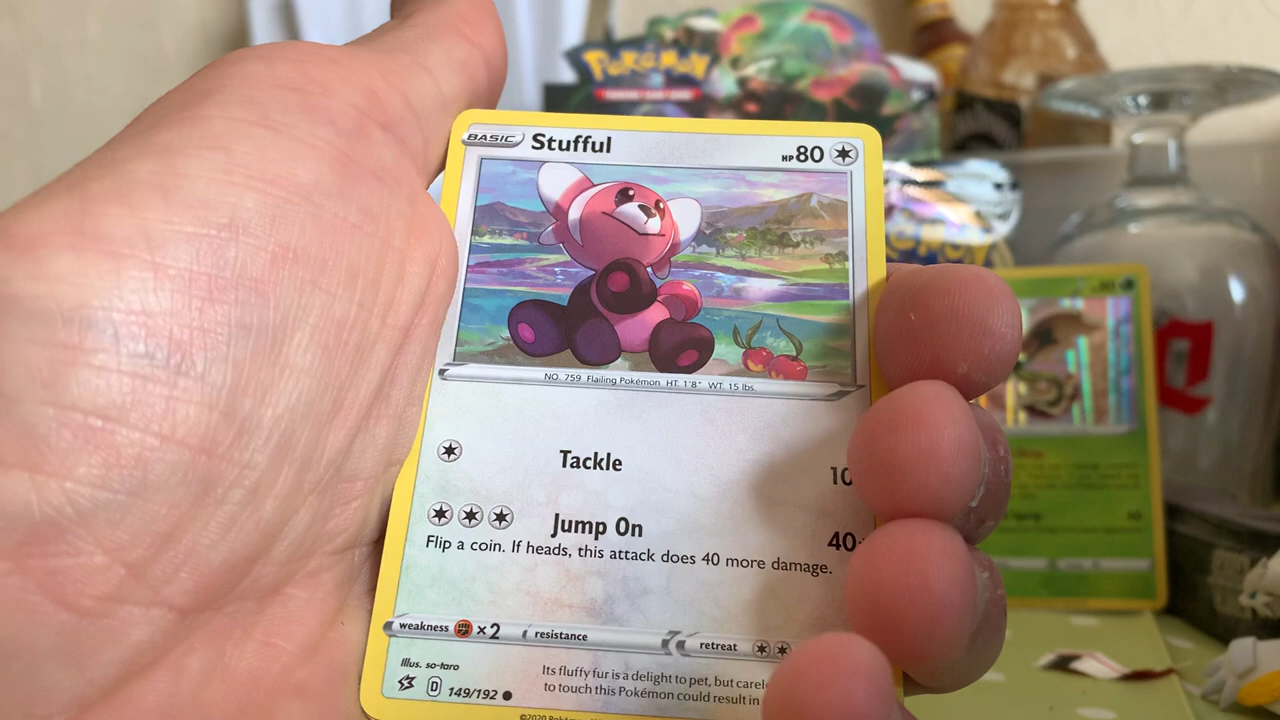 Pokémon
BASIC Stufful HP 80
NO. 759 Flailing Pokémon HT: 1'8" WT: 15 lbs.
Tackle 10
Jump On 40
Flip a coin. If heads, this attack does 40 more damage.
weakness ×2 resistance retreat
Illus. so-taro
Its fluffy fur is a delight to pet, but
to touch this Pokémon could result in
D 149/192
©2020 Pokémon